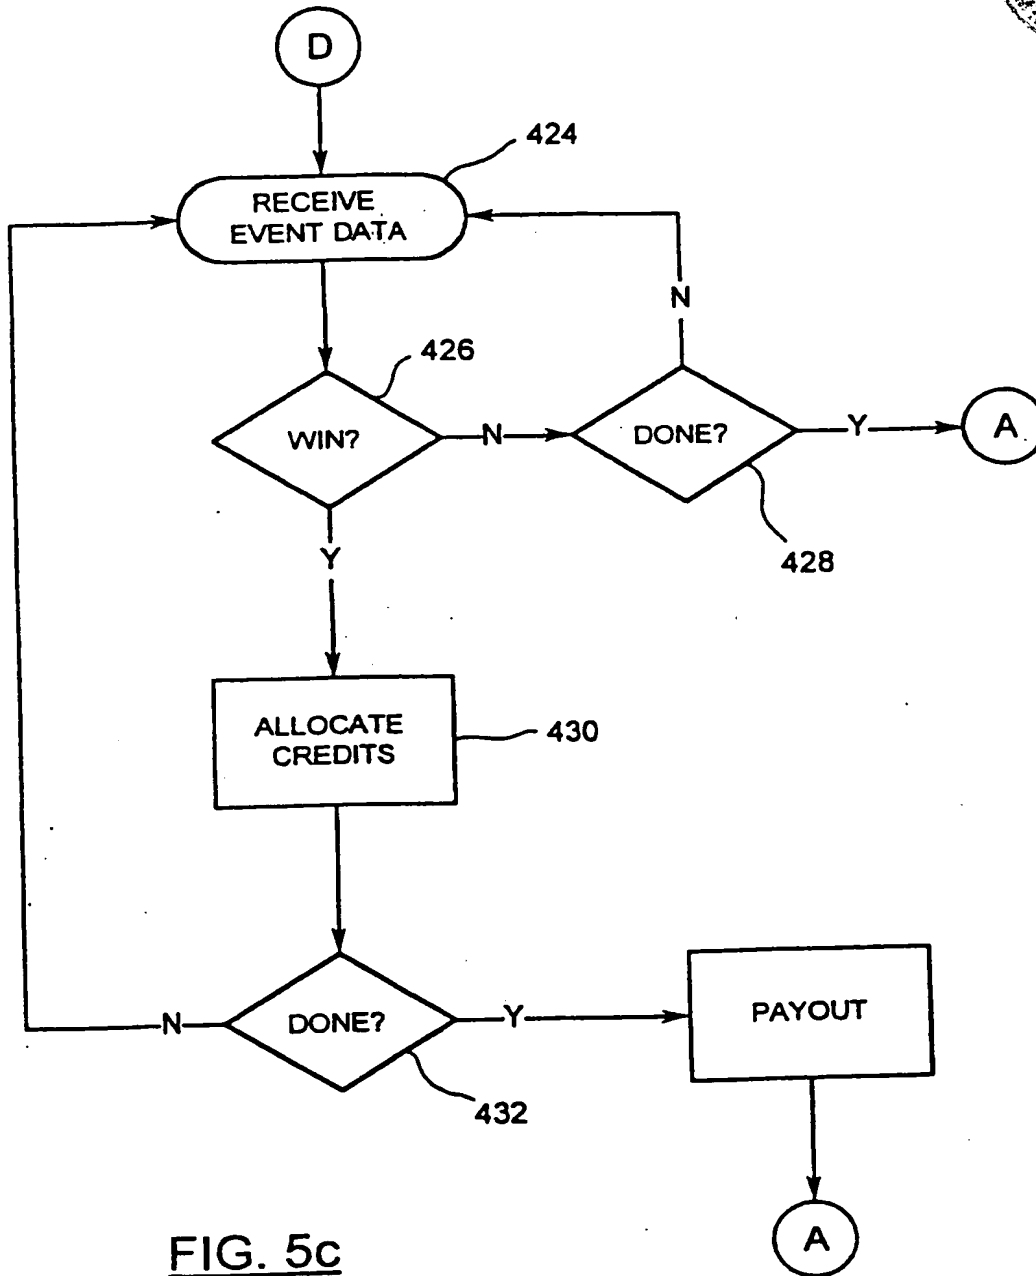 D
424
RECEIVE
EVENT DATA
N
426
WIN?
N
DONE?
Y
A
428
Y
ALLOCATE
CREDITS
430
N
DONE?
Y
PAYOUT
432
A
FIG. 5c